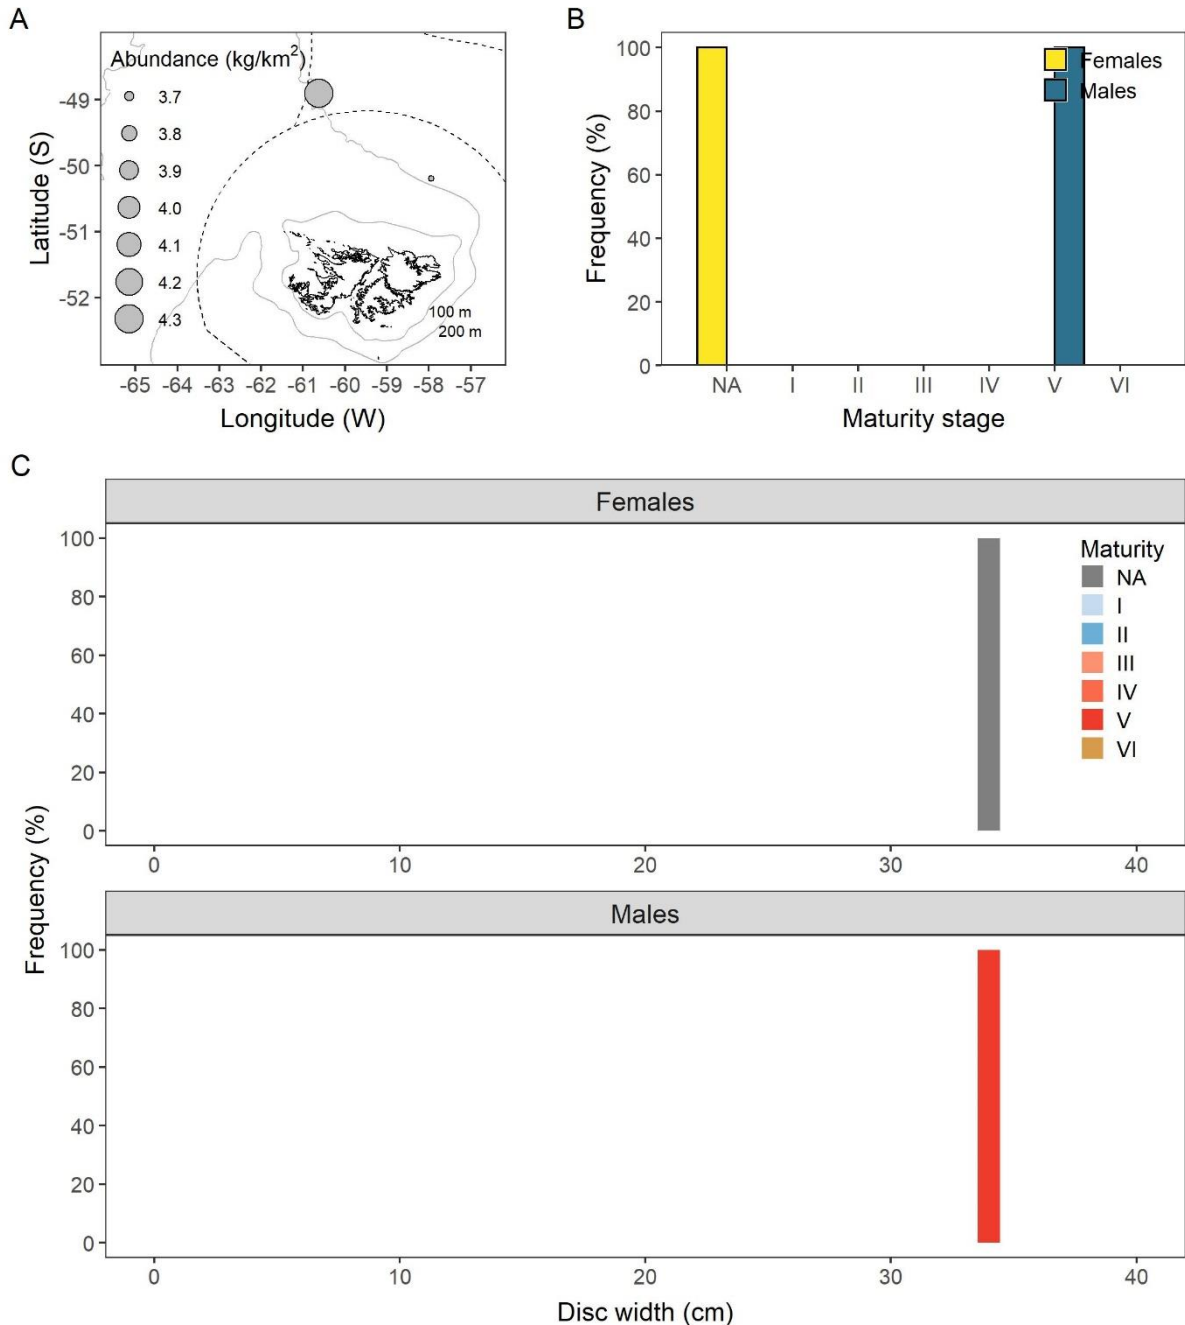 A
Abundance (kg/km²)
3.7
3.8
3.9
4.0
4.1
4.2
4.3
100 m
200 m
-49
-50
-51
-52
Latitude (S)
-65 -64 -63 -62 -61 -60 -59 -58 -57
Longitude (W)
B
Females
Males
100
80
60
40
20
0
Frequency (%)
NA I II III IV V VI
Maturity stage
C
Females
100
80
60
40
20
0
Maturity
NA
I
II
III
IV
V
VI
0 10 20 30 40
Frequency (%)
Males
100
80
60
40
20
0
0 10 20 30 40
Disc width (cm)